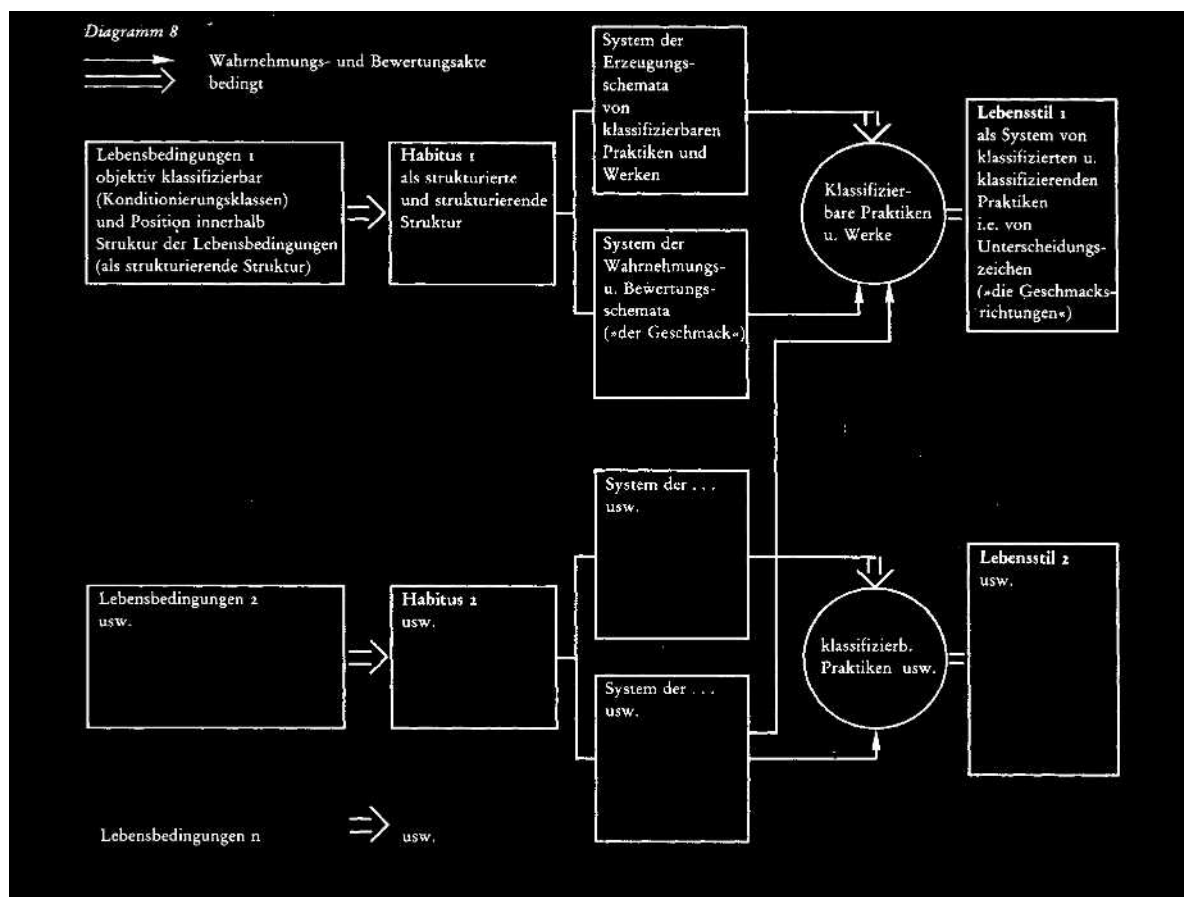 Diagramm 8
Wahrnehmungs- und Bewertungsakte
bedingt
Lebensbedingungen 1
objektiv klassifizierbar
(Konditionierungsklassen)
und Position innerhalb
Struktur der Lebensbedingungen
(als strukturierende Struktur)
Habitus 1
als strukturierte
und strukturierende
Struktur
System der
Erzeugungs-
schemata
von
klassifizierbaren
Praktiken und
Werken
System der
Wahrnehmungs-
u. Bewertungs-
schemata
(»der Geschmack«)
Klassifizier-
bare Praktiken
u. Werke
Lebensstil 1
als System von
klassifizierten u.
klassifizierenden
Praktiken
i.e. von
Unterscheidungs-
zeichen
(»die Geschmacks-
richtungen«)
Lebensbedingungen 2
usw.
Habitus 2
usw.
System der . . .
usw.
System der . . .
usw.
klassifizierb.
Praktiken usw.
Lebensstil 2
usw.
Lebensbedingungen n
usw.